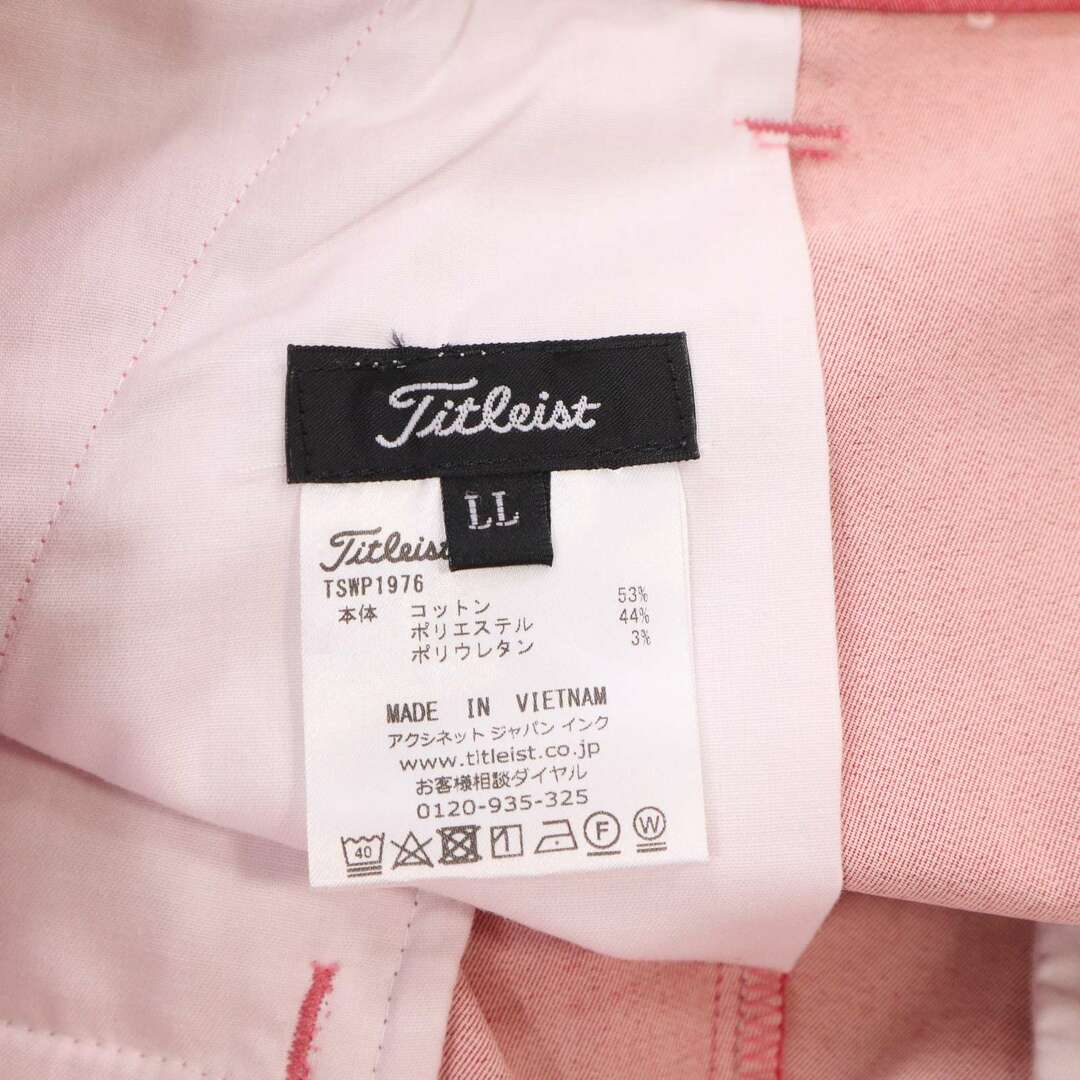 Titleist
LL
Titleist
TSWP1976
本体 コットン 53%
ポリエステル 44%
ポリウレタン 3%
MADE IN VIETNAM
アクシネット ジャパン インク
www.titleist.co.jp
お客様相談ダイヤル
0120-935-325
40 F W